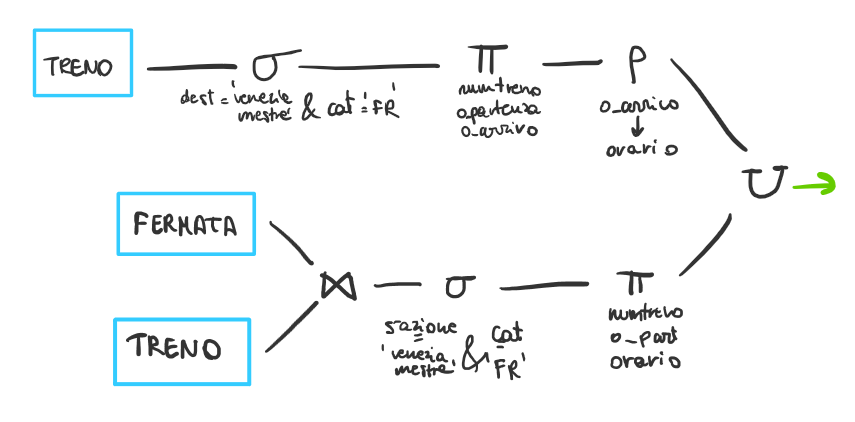 TRENO
σ
dest = 'venezia mestre' & cat = 'FR'
π
numtreno
o_partenza
o_arrivo
ρ
o_arrivo
↓
orario
∪
FERMATA
TRENO
⋈
σ
stazione = 'venezia mestre' & cat = 'FR'
π
numtreno
o_part
orario